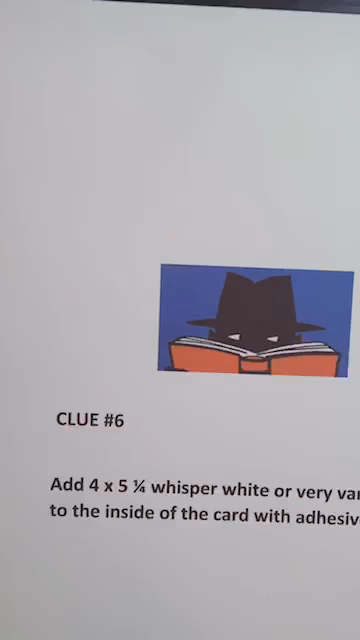 CLUE #6
Add 4 x 5 ¼ whisper white or very
to the inside of the card with